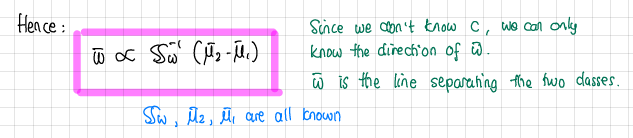 Hence :
w̄ ∝ 𝕊w⁻¹ (μ̄₂ - μ̄₁)
Since we don't know C, we can only
know the direction of w̄.
w̄ is the line separating the two classes.
𝕊w, μ̄₂, μ̄₁ are all known